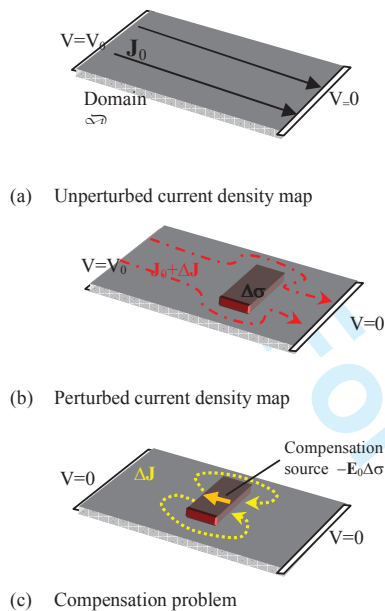 V=V₀
J₀
Domain
V=0
(a) Unperturbed current density map
V=V₀
J₀+ΔJ
Δσ
V=0
(b) Perturbed current density map
Compensation
source −E₀Δσ
V=0
ΔJ
V=0
(c) Compensation problem